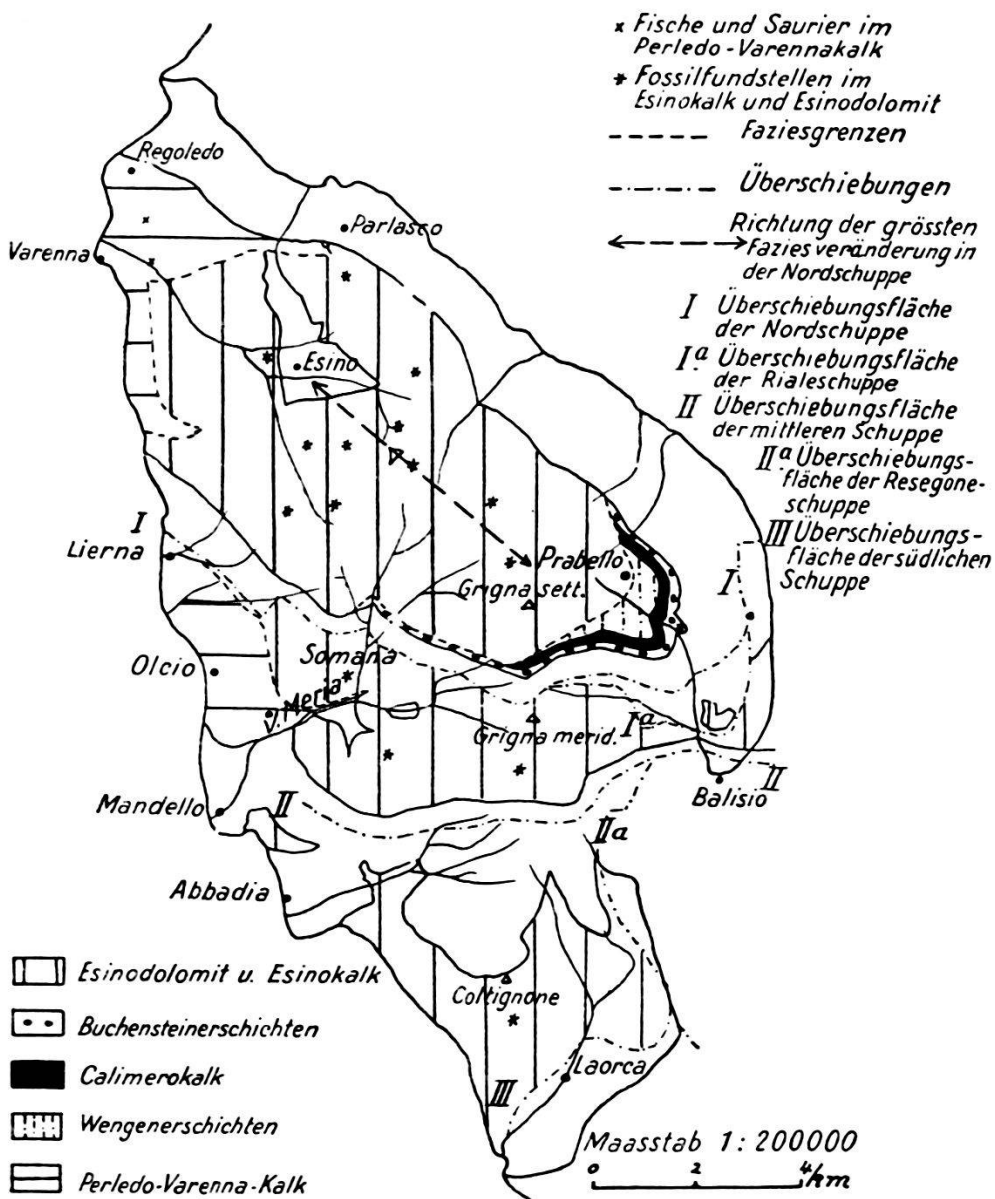 × Fische und Saurier im
Perledo-Varennakalk
* Fossilfundstellen im
Esinokalk und Esinodolomit
Faziesgrenzen
Überschiebungen
Richtung der grössten
Faziesveränderung in
der Nordschuppe
I Überschiebungsfläche
der Nordschuppe
Ia Überschiebungsfläche
der Rialeschuppe
II Überschiebungsfläche
der mittleren Schuppe
IIa Überschiebungs-
fläche der Resegone-
schuppe
III Überschiebungs-
fläche der südlichen
Schuppe
Regoledo
Parlasco
Varenna
Esino
I
Lierna
Prabello
Grigna sett.
I
Olcio
Somana
Meria
Grigna merid.
Ia
II
Balisio
Mandello
II
IIa
Abbadia
Coltignone
Laorca
III
Esinodolomit u. Esinokalk
Buchensteinerschichten
Calimerokalk
Wengenerschichten
Perledo-Varenna-Kalk
Maasstab 1:200000
0 2 4 km